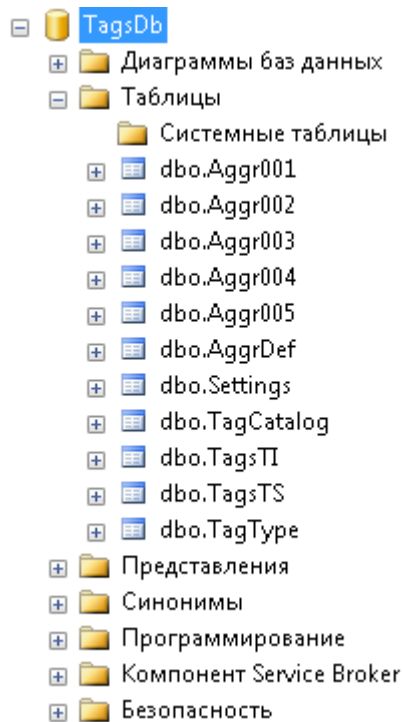 TagsDb
Диаграммы баз данных
Таблицы
Системные таблицы
dbo.Aggr001
dbo.Aggr002
dbo.Aggr003
dbo.Aggr004
dbo.Aggr005
dbo.AggrDef
dbo.Settings
dbo.TagCatalog
dbo.TagsTI
dbo.TagsTS
dbo.TagType
Представления
Синонимы
Программирование
Компонент Service Broker
Безопасность